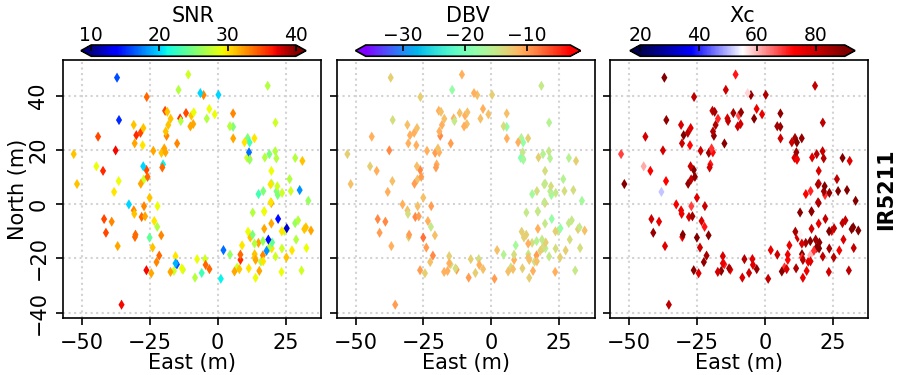 SNR DBV Xc
10 20 30 40 −30 −20 −10 20 40 60 80
40
20
0
−20
−40
North (m)
IR5211
−50 −25 0 25 −50 −25 0 25 −50 −25 0 25
East (m) East (m) East (m)